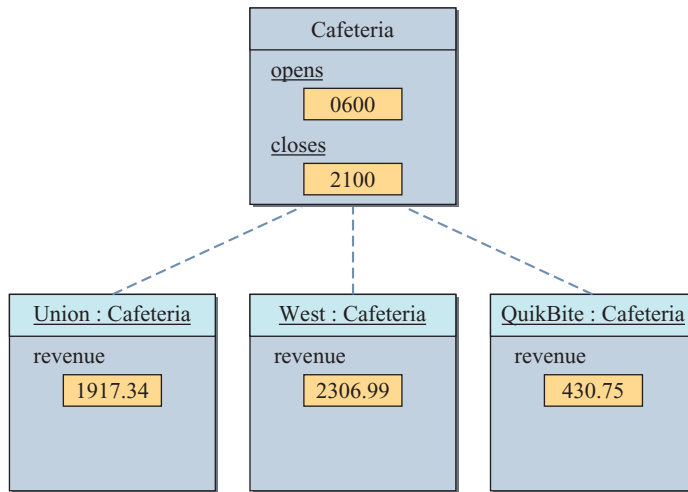 Cafeteria
opens
0600
closes
2100
Union : Cafeteria
revenue
1917.34
West : Cafeteria
revenue
2306.99
QuikBite : Cafeteria
revenue
430.75